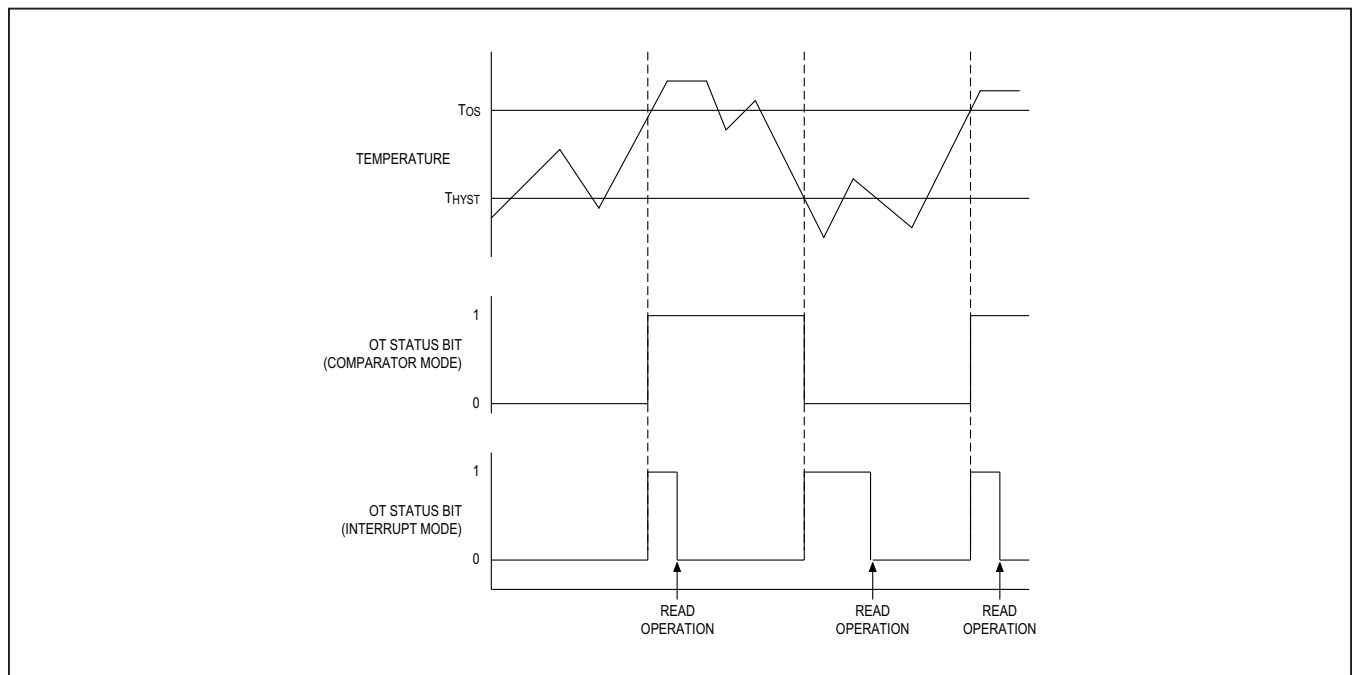 TOS
TEMPERATURE
THYST
1
OT STATUS BIT
(COMPARATOR MODE)
0
1
OT STATUS BIT
(INTERRUPT MODE)
0
READ
OPERATION
READ
OPERATION
READ
OPERATION